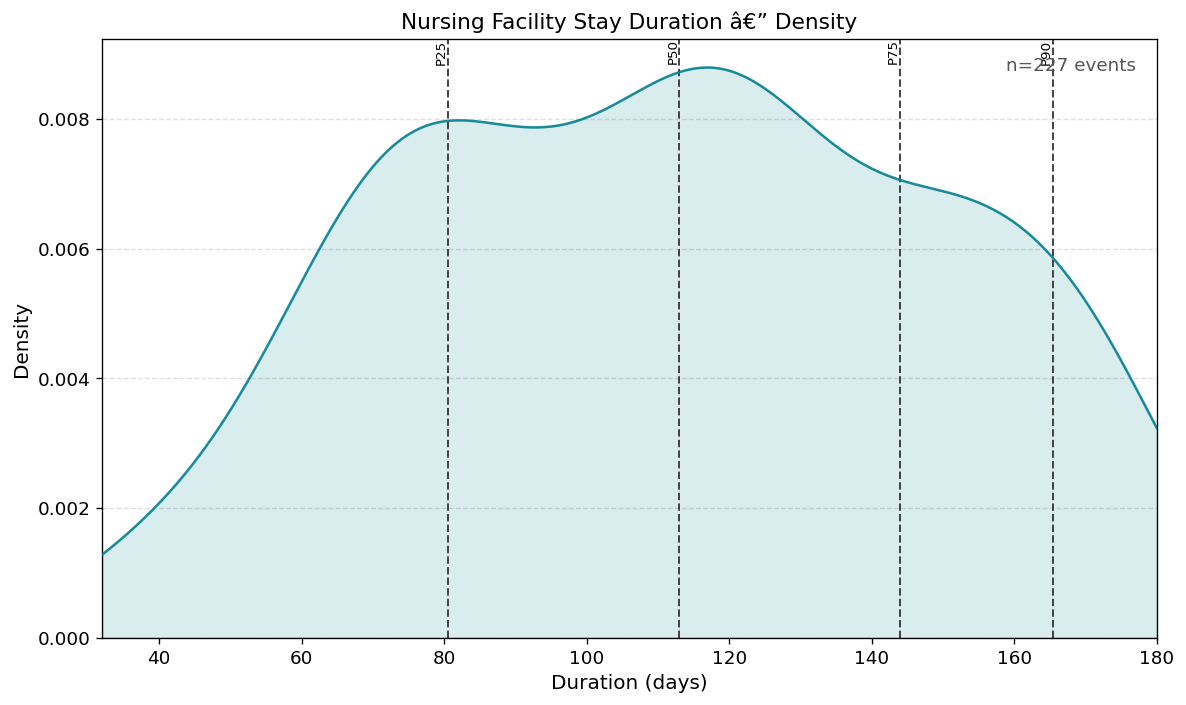 Nursing Facility Stay Duration â€” Density
P25
P50
P75
P90
n=227 events
Density
0.008
0.006
0.004
0.002
0.000
40 60 80 100 120 140 160 180
Duration (days)